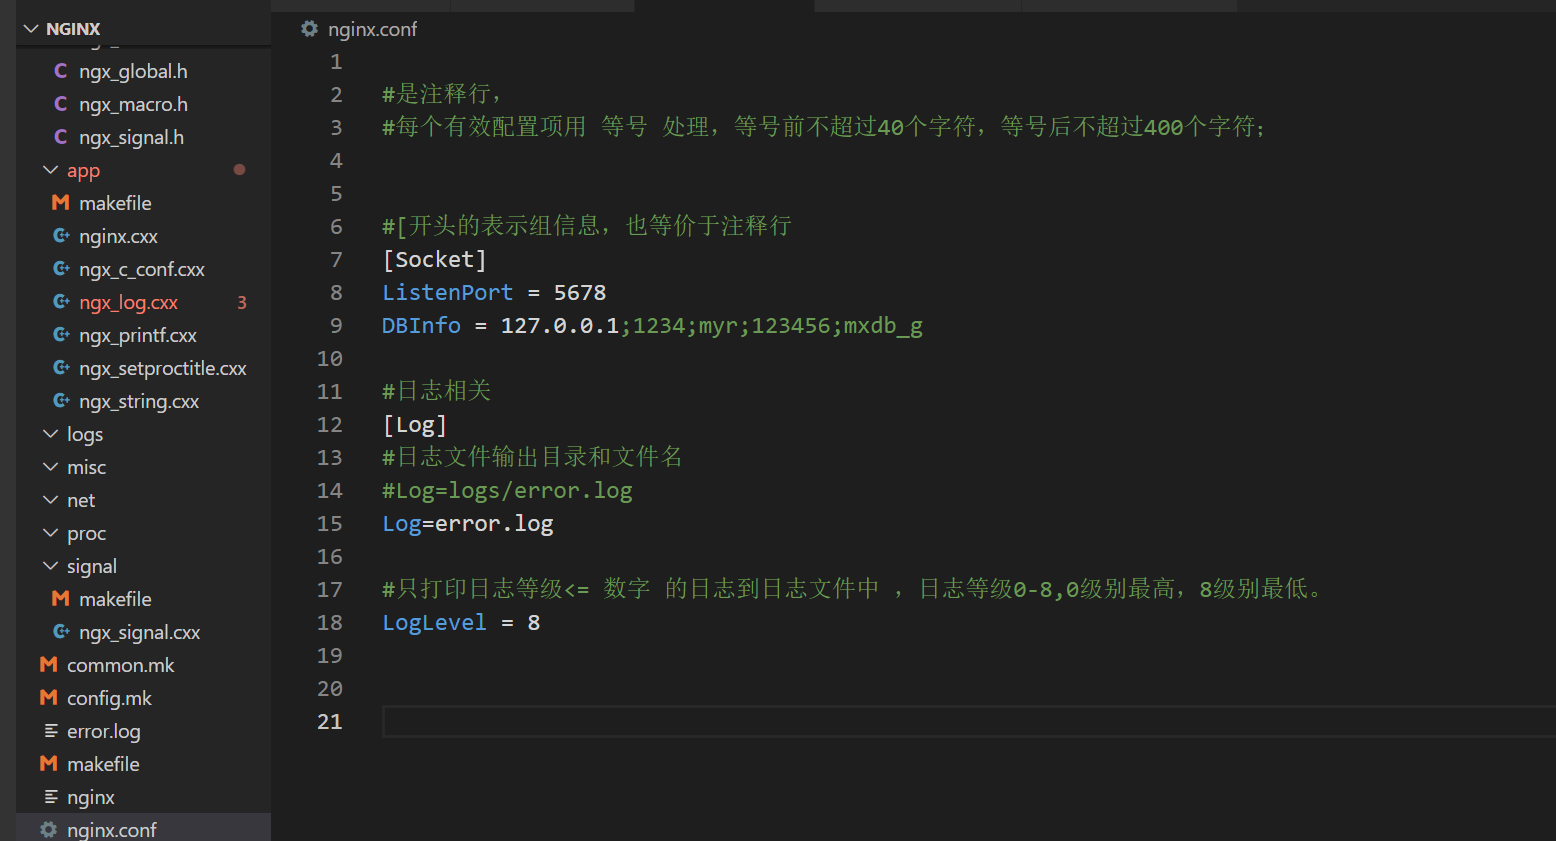 NGINX
ngx_global.h
ngx_macro.h
ngx_signal.h
app
makefile
nginx.cxx
ngx_c_conf.cxx
ngx_log.cxx 3
ngx_printf.cxx
ngx_setproctitle.cxx
ngx_string.cxx
logs
misc
net
proc
signal
makefile
ngx_signal.cxx
common.mk
config.mk
error.log
makefile
nginx
nginx.conf
nginx.conf
1
2 #是注释行，
3 #每个有效配置项用 等号 处理，等号前不超过40个字符，等号后不超过400个字符；
4
5
6 #[开头的表示组信息，也等价于注释行
7 [Socket]
8 ListenPort = 5678
9 DBInfo = 127.0.0.1;1234;myr;123456;mxdb_g
10
11 #日志相关
12 [Log]
13 #日志文件输出目录和文件名
14 #Log=logs/error.log
15 Log=error.log
16
17 #只打印日志等级<= 数字 的日志到日志文件中 ，日志等级0-8,0级别最高，8级别最低。
18 LogLevel = 8
19
20
21